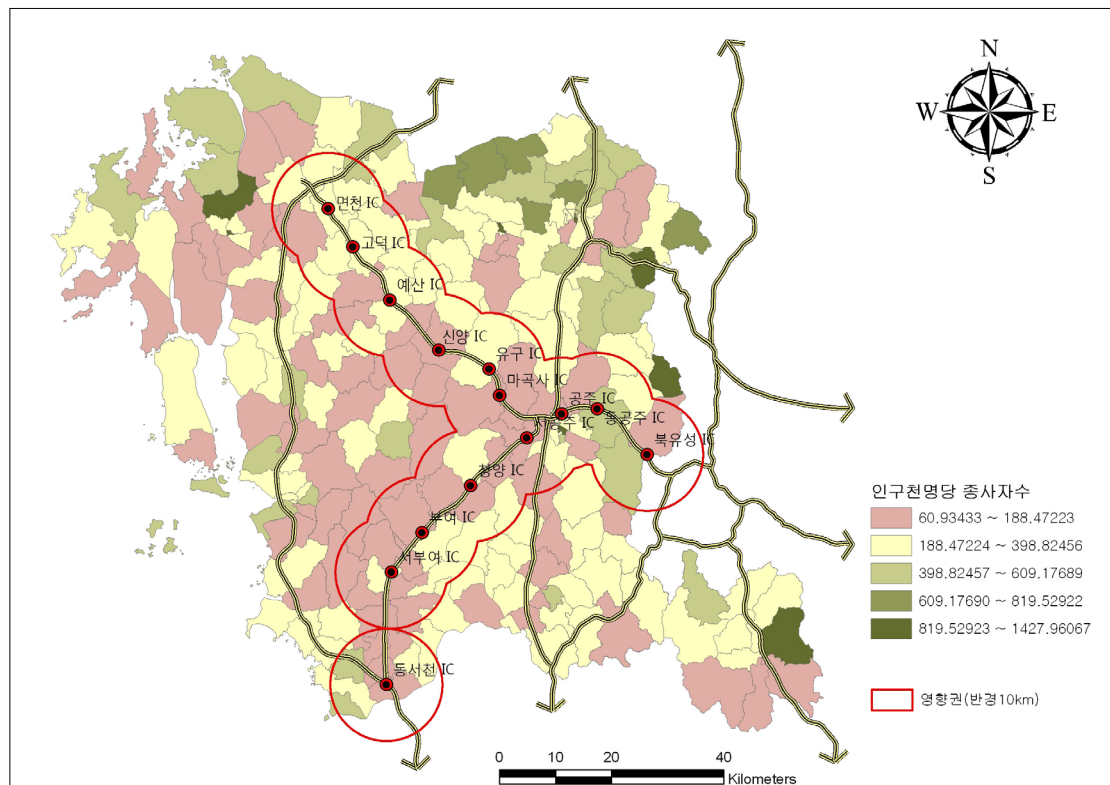 N
W
E
S
면천 IC
고덕 IC
예산 IC
신양 IC
유구 IC
마곡사 IC
공주 IC
동공주 IC
서공주 IC
북유성 IC
청양 IC
부여 IC
서부여 IC
동서천 IC
인구천명당 종사자수
60.93433 ~ 188.47223
188.47224 ~ 398.82456
398.82457 ~ 609.17689
609.17690 ~ 819.52922
819.52923 ~ 1427.96067
영향권(반경10km)
0 10 20 40
Kilometers